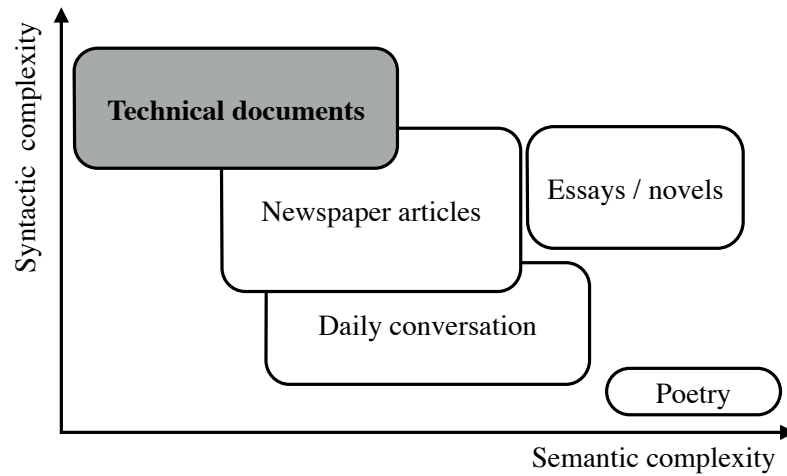 Syntactic complexity
Technical documents
Newspaper articles
Essays / novels
Daily conversation
Poetry
Semantic complexity